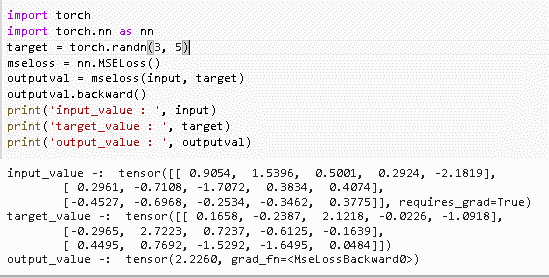 import torch
import torch.nn as nn
target = torch.randn(3, 5)
mseloss = nn.MSELoss()
outputval = mseloss(input, target)
outputval.backward()
print('input_value : ', input)
print('target_value : ', target)
print('output_value : ', outputval)
input_value -:  tensor([[ 0.9054,  1.5396,  0.5001,  0.2924, -2.1819],
[ 0.2961, -0.7108, -1.7072,  0.3834,  0.4074],
[-0.4527, -0.6968, -0.2534, -0.3462,  0.3775]], requires_grad=True)
target_value -:  tensor([[ 0.1658, -0.2387,  2.1218, -0.0226, -1.0918],
[-0.2965,  2.7223,  0.7237, -0.6125, -0.1639],
[ 0.4495,  0.7692, -1.5292, -1.6495,  0.0484]])
output_value -:  tensor(2.2260, grad_fn=<MseLossBackward0>)